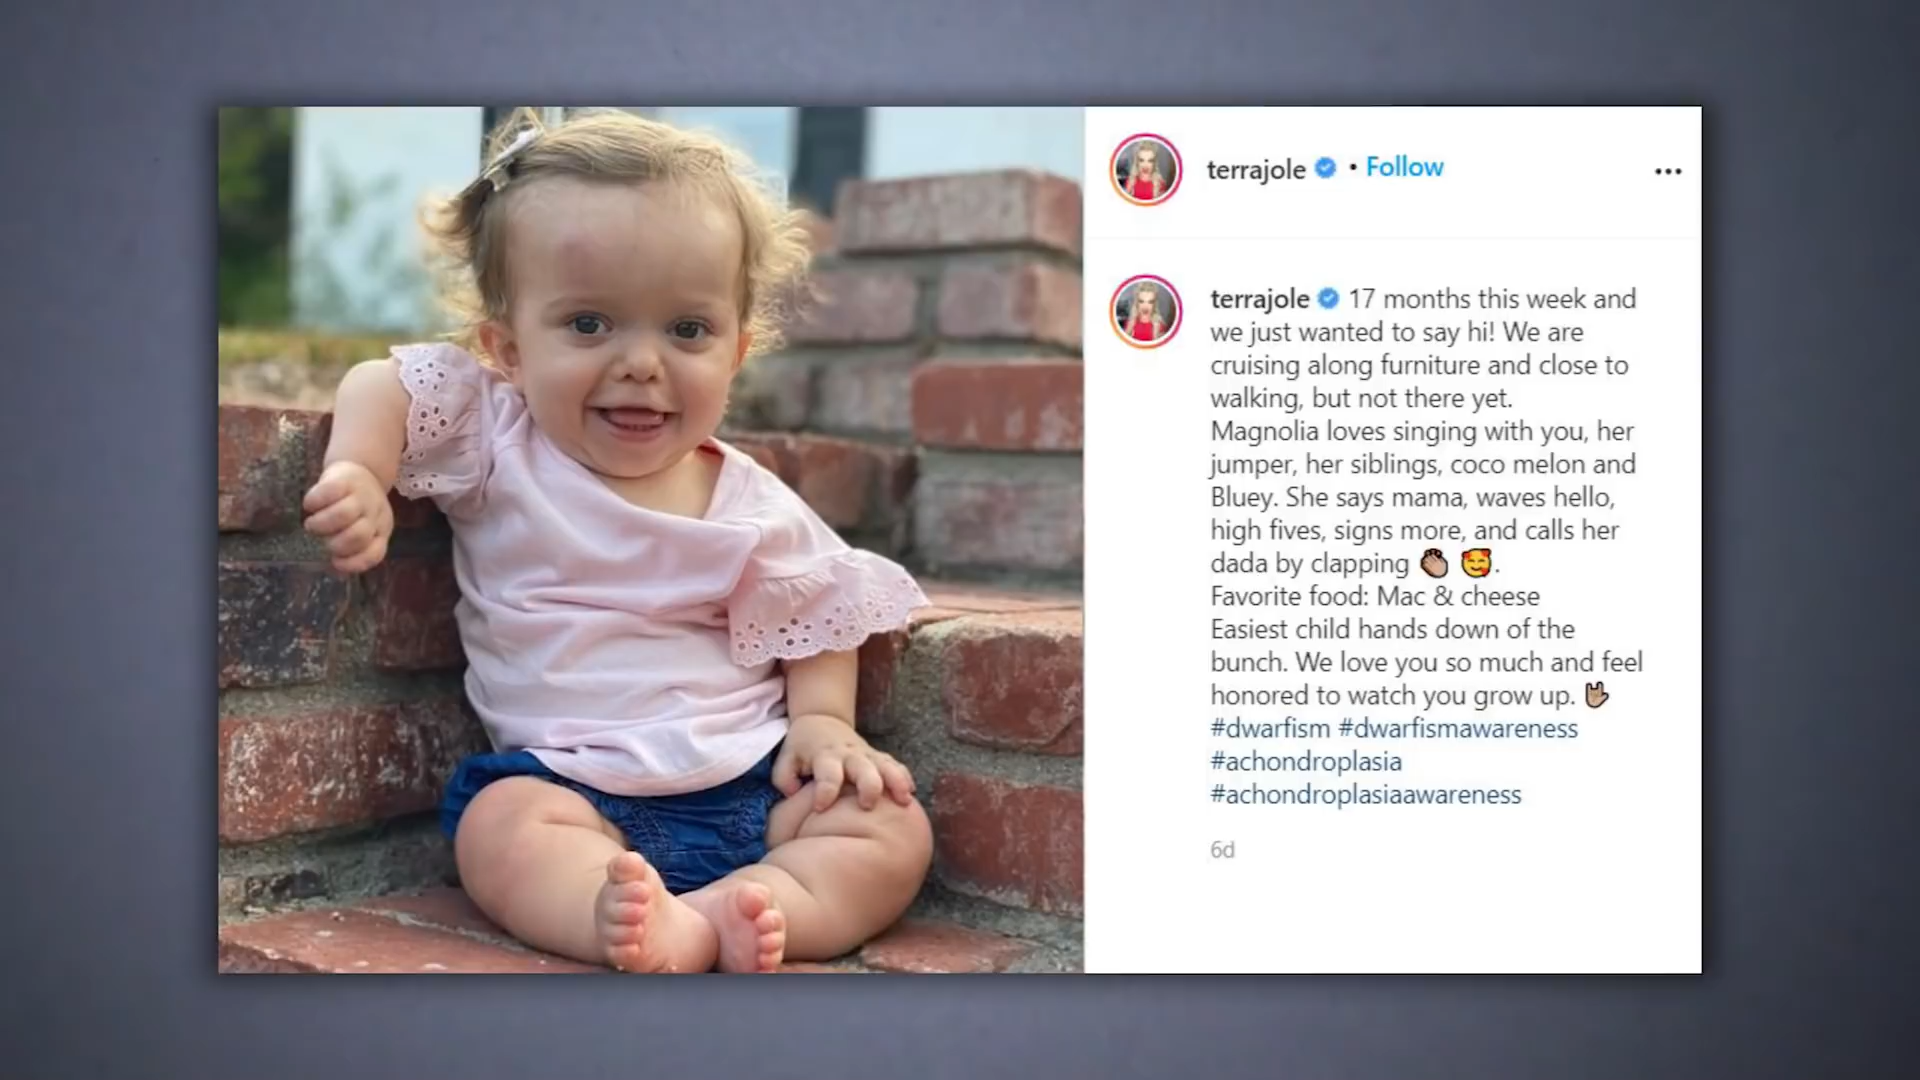 terrajole • Follow
terrajole 17 months this week and
we just wanted to say hi! We are
cruising along furniture and close to
walking, but not there yet.
Magnolia loves singing with you, her
jumper, her siblings, coco melon and
Bluey. She says mama, waves hello,
high fives, signs more, and calls her
dada by clapping 👏🏼 🥰.
Favorite food: Mac & cheese
Easiest child hands down of the
bunch. We love you so much and feel
honored to watch you grow up. 🤟🏼
#dwarfism #dwarfismawareness
#achondroplasia
#achondroplasiaawareness
6d